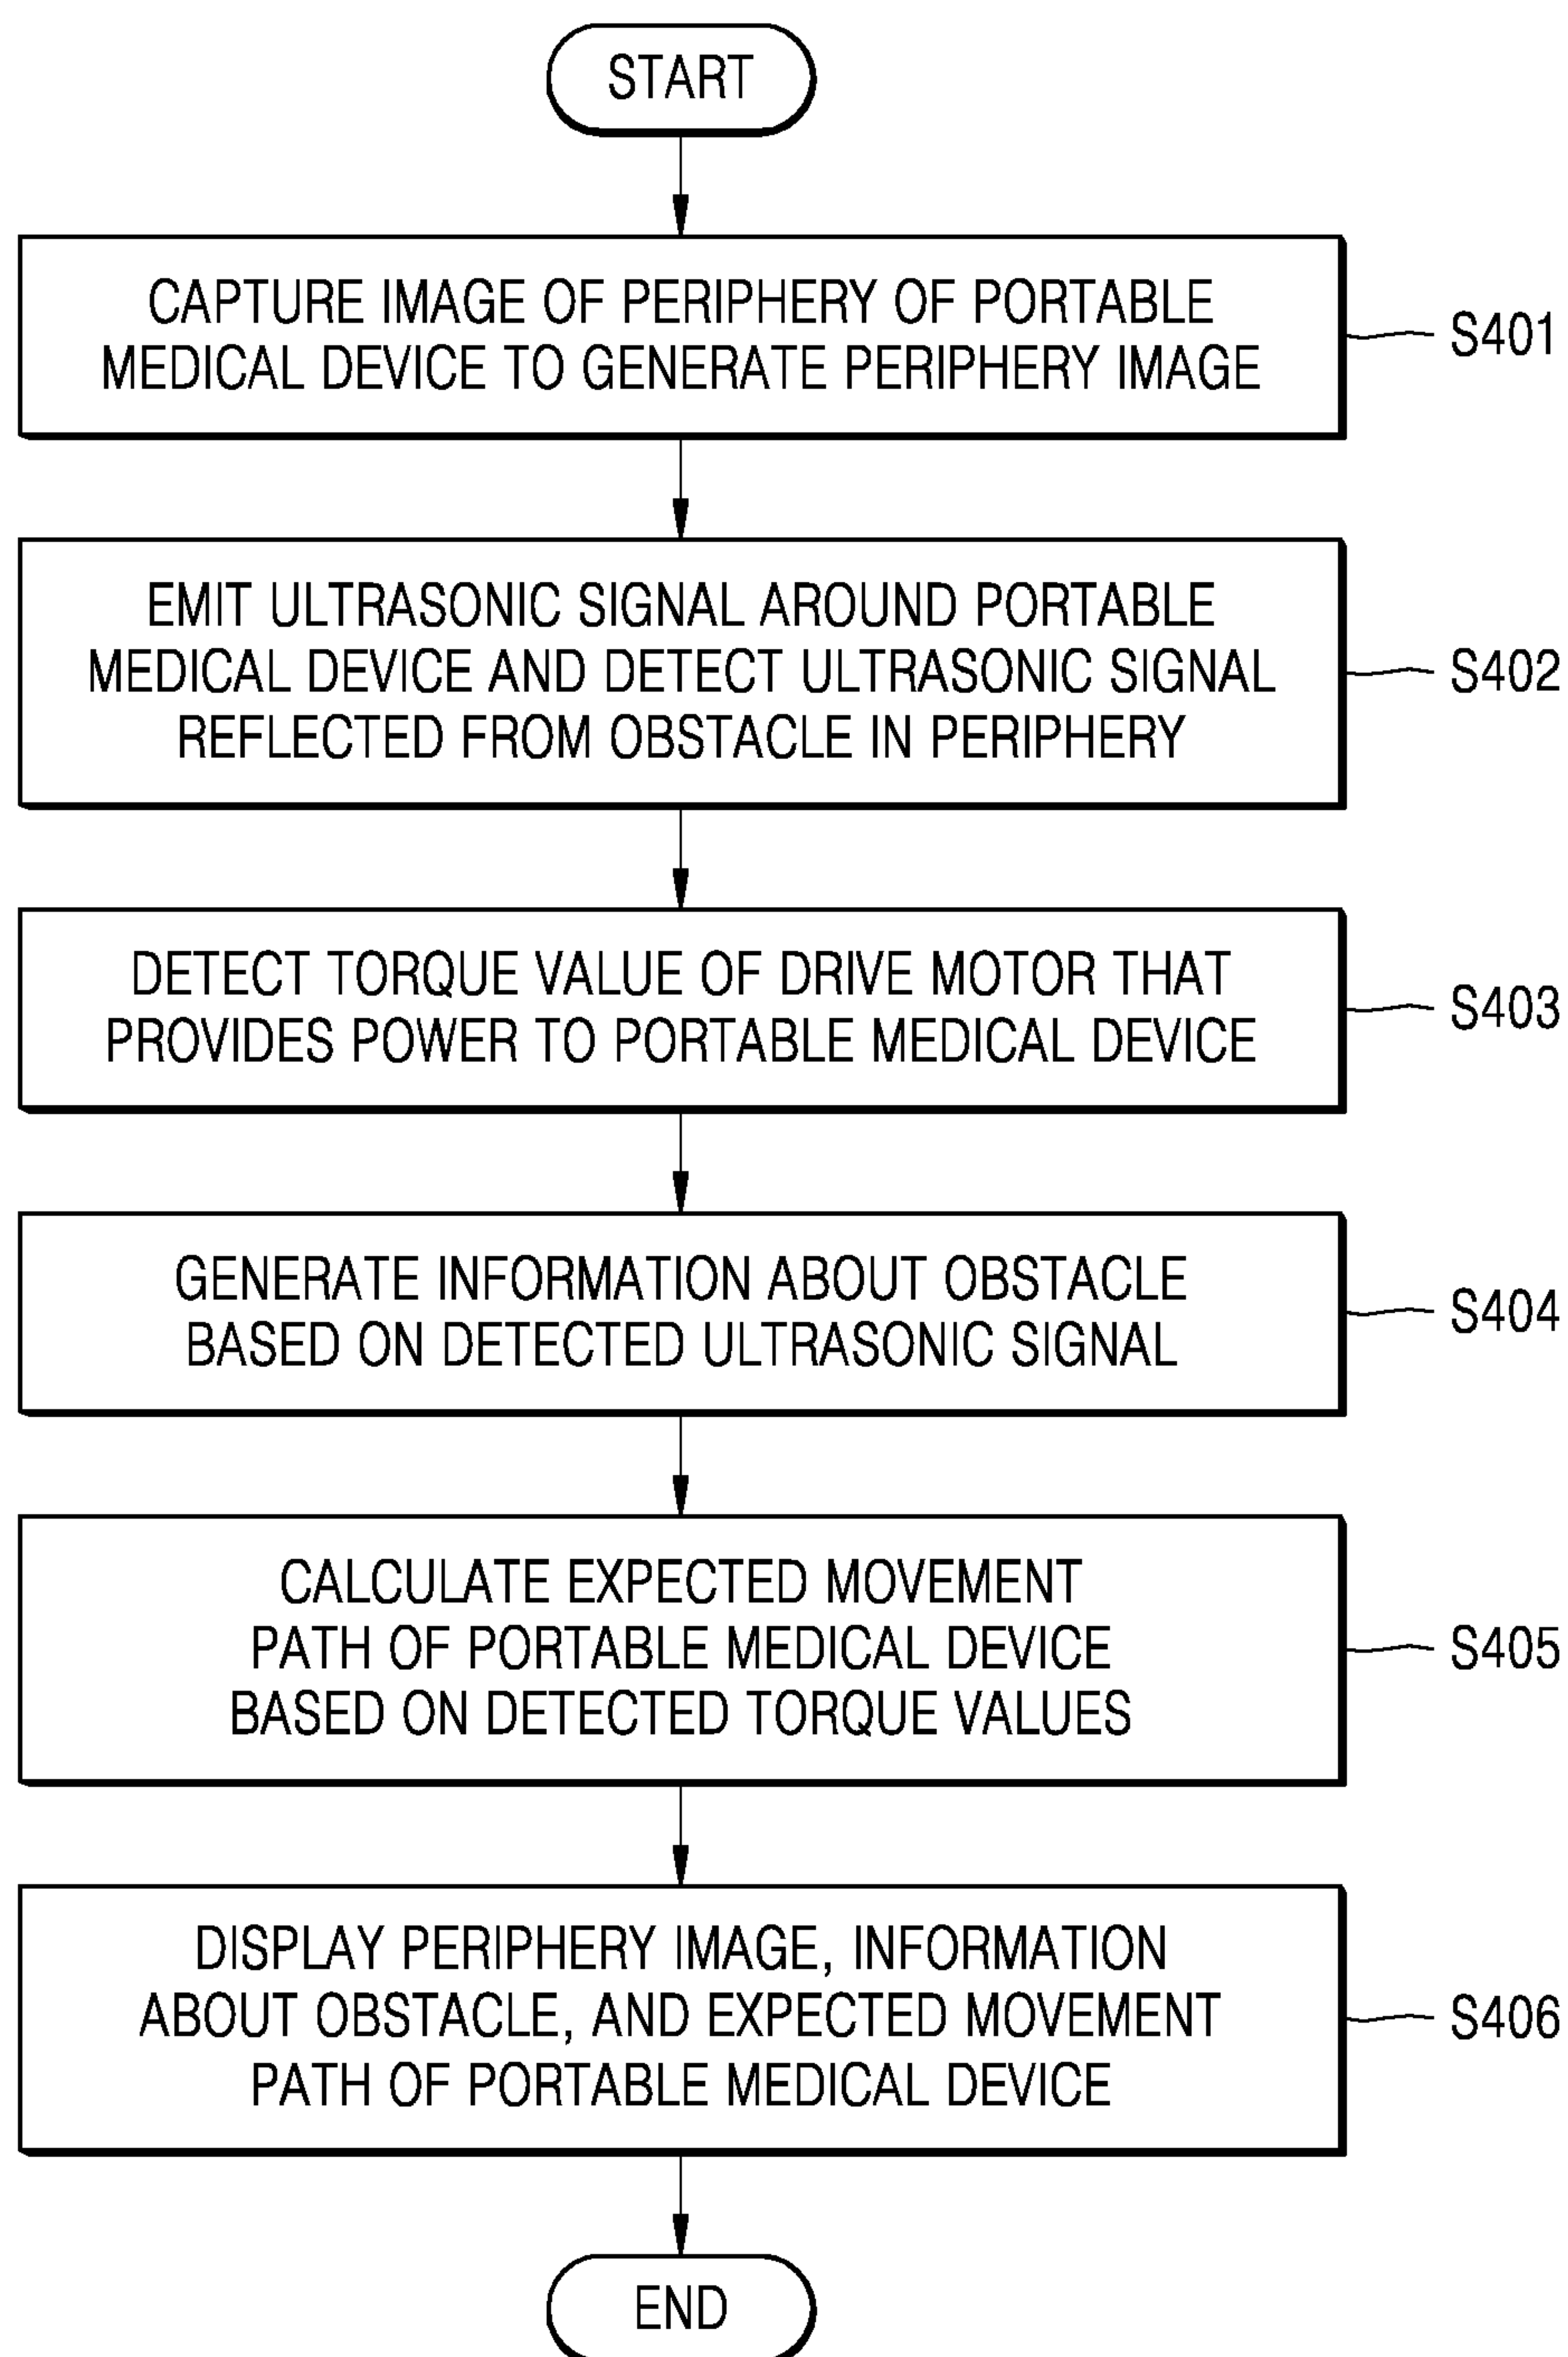 START
CAPTURE IMAGE OF PERIPHERY OF PORTABLE
MEDICAL DEVICE TO GENERATE PERIPHERY IMAGE
S401
EMIT ULTRASONIC SIGNAL AROUND PORTABLE
MEDICAL DEVICE AND DETECT ULTRASONIC SIGNAL
REFLECTED FROM OBSTACLE IN PERIPHERY
S402
DETECT TORQUE VALUE OF DRIVE MOTOR THAT
PROVIDES POWER TO PORTABLE MEDICAL DEVICE
S403
GENERATE INFORMATION ABOUT OBSTACLE
BASED ON DETECTED ULTRASONIC SIGNAL
S404
CALCULATE EXPECTED MOVEMENT
PATH OF PORTABLE MEDICAL DEVICE
BASED ON DETECTED TORQUE VALUES
S405
DISPLAY PERIPHERY IMAGE, INFORMATION
ABOUT OBSTACLE, AND EXPECTED MOVEMENT
PATH OF PORTABLE MEDICAL DEVICE
S406
END